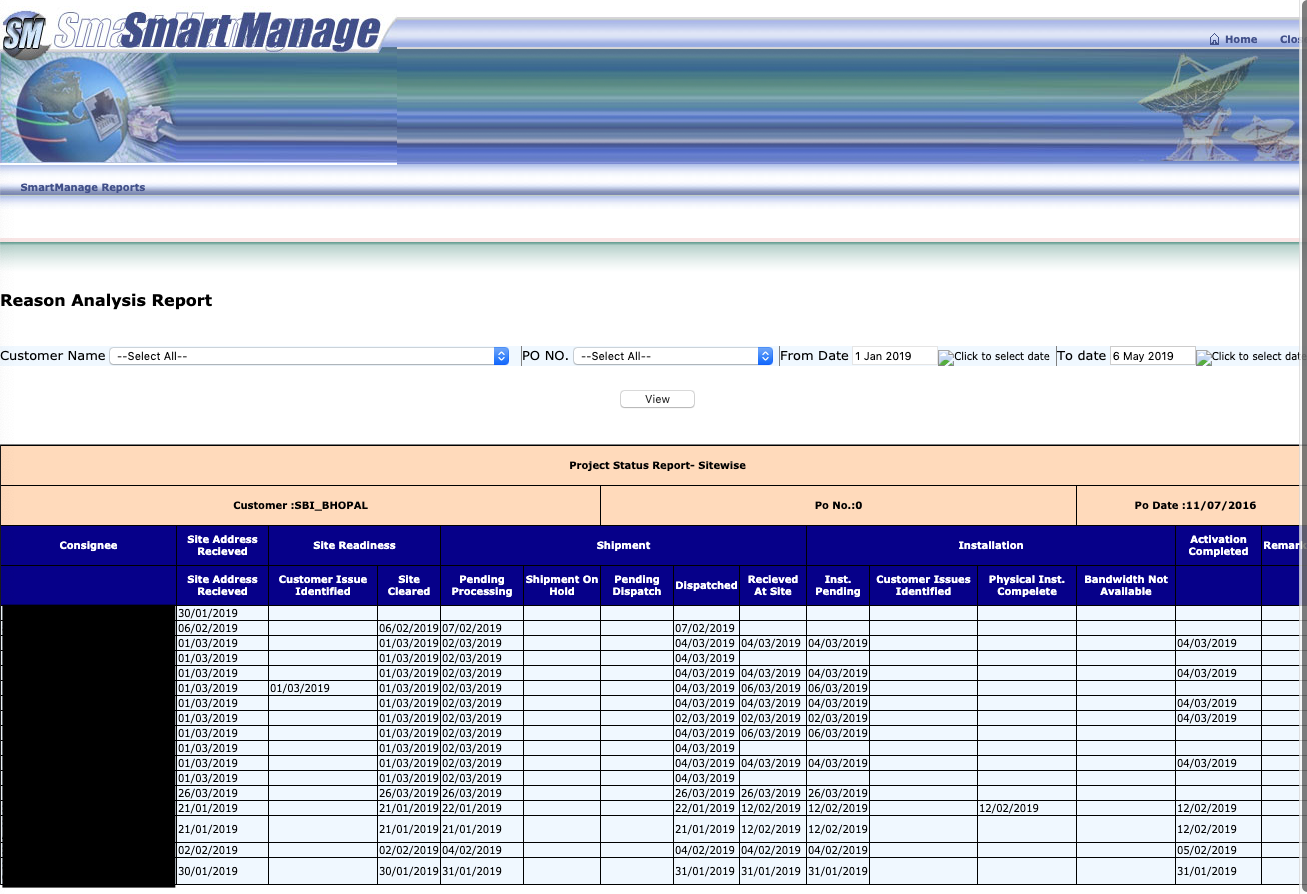 SM Smart Manage SmartManage
Home Clos
SmartManage Reports
Reason Analysis Report
Customer Name --Select All-- PO NO. --Select All-- From Date 1 Jan 2019 Click to select date To date 6 May 2019 Click to select date
View
Project Status Report- Sitewise
Customer :SBI_BHOPAL Po No.:0 Po Date :11/07/2016
Consignee Site Address Recieved Site Readiness Shipment Installation Activation Completed Remark
Site Address Recieved Customer Issue Identified Site Cleared Pending Processing Shipment On Hold Pending Dispatch Dispatched Recieved At Site Inst. Pending Customer Issues Identified Physical Inst. Compelete Bandwidth Not Available
30/01/2019
06/02/2019 06/02/2019 07/02/2019 07/02/2019
01/03/2019 01/03/2019 02/03/2019 04/03/2019 04/03/2019 04/03/2019 04/03/2019
01/03/2019 01/03/2019 02/03/2019 04/03/2019
01/03/2019 01/03/2019 02/03/2019 04/03/2019 04/03/2019 04/03/2019 04/03/2019
01/03/2019 01/03/2019 01/03/2019 02/03/2019 04/03/2019 06/03/2019 06/03/2019
01/03/2019 01/03/2019 02/03/2019 04/03/2019 04/03/2019 04/03/2019 04/03/2019
01/03/2019 01/03/2019 02/03/2019 02/03/2019 02/03/2019 02/03/2019 04/03/2019
01/03/2019 01/03/2019 02/03/2019 04/03/2019 06/03/2019 06/03/2019
01/03/2019 01/03/2019 02/03/2019 04/03/2019
01/03/2019 01/03/2019 02/03/2019 04/03/2019 04/03/2019 04/03/2019 04/03/2019
01/03/2019 01/03/2019 02/03/2019 04/03/2019
26/03/2019 26/03/2019 26/03/2019 26/03/2019 26/03/2019 26/03/2019
21/01/2019 21/01/2019 22/01/2019 22/01/2019 12/02/2019 12/02/2019 12/02/2019 12/02/2019
21/01/2019 21/01/2019 21/01/2019 21/01/2019 12/02/2019 12/02/2019 12/02/2019
02/02/2019 02/02/2019 04/02/2019 04/02/2019 04/02/2019 04/02/2019 05/02/2019
30/01/2019 30/01/2019 31/01/2019 31/01/2019 31/01/2019 31/01/2019 31/01/2019